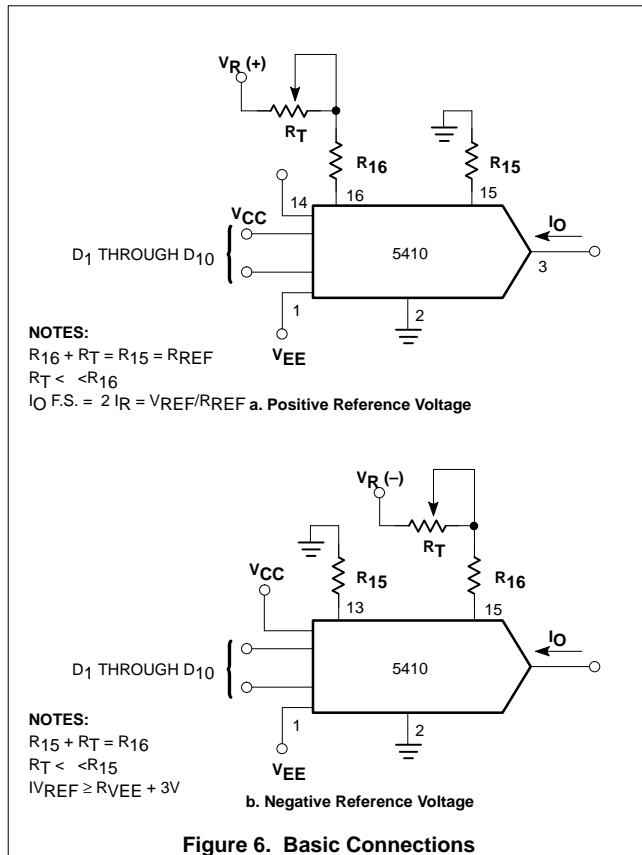 VR (+)
RT
R16
R15
14
16
15
VCC
IO
D1 THROUGH D10
5410
3
1
2
VEE
NOTES:
R16 + RT = R15 = RREF
RT < <R16
IO F.S. = 2 IR = VREF/RREF a. Positive Reference Voltage
VR (–)
RT
R15
R16
VCC
13
15
IO
D1 THROUGH D10
5410
1
2
VEE
NOTES:
R15 + RT = R16
RT < <R15
IVREF ≥ RVEE + 3V
b. Negative Reference Voltage
Figure 6. Basic Connections